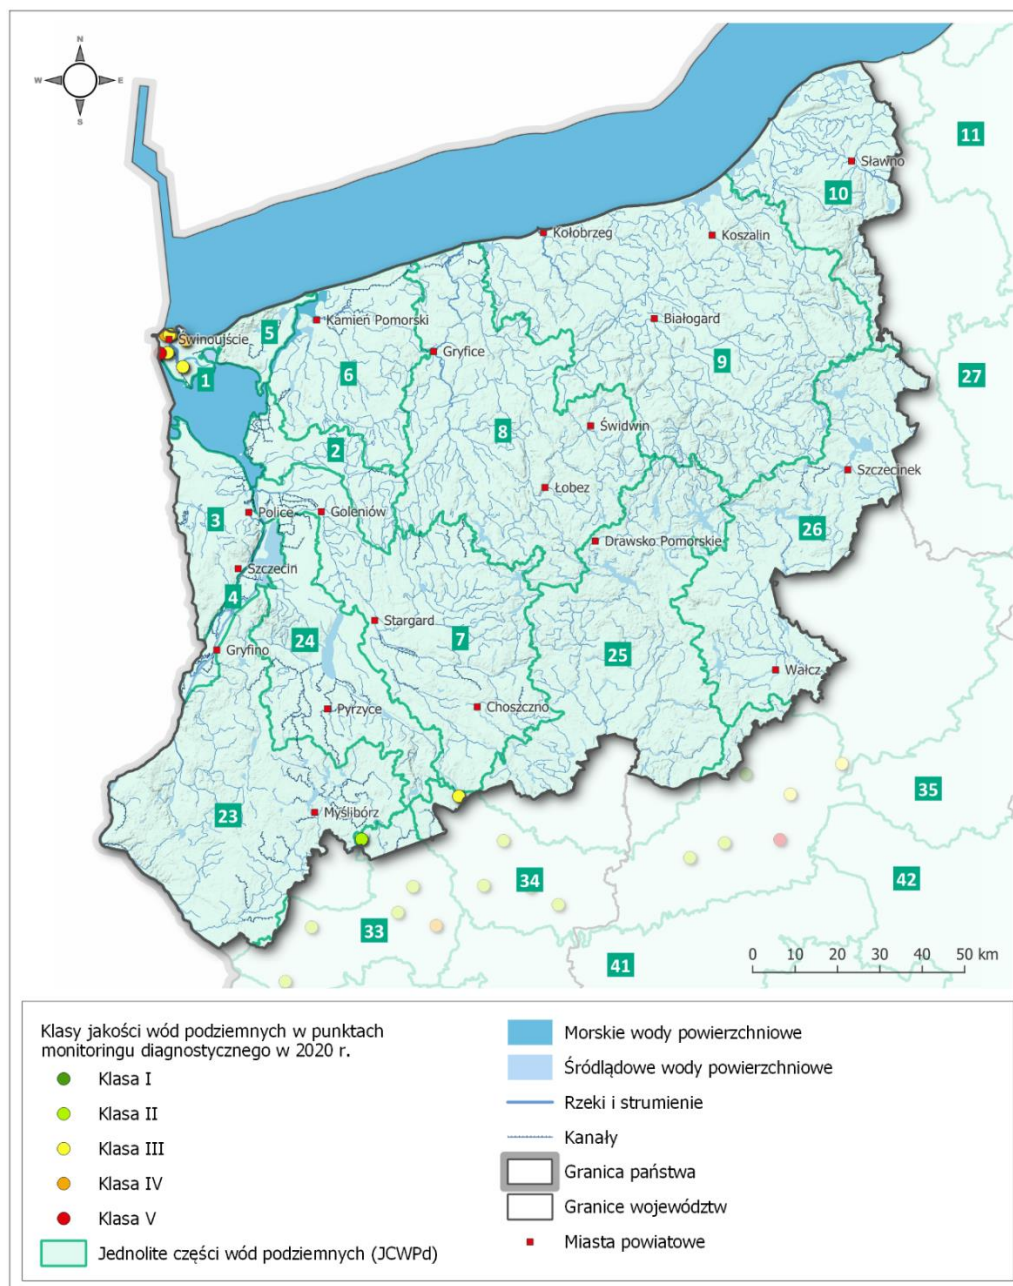 N
W E
S
11
Sławno
10
Kołobrzeg
Koszalin
5
Kamień Pomorski
Białogard
Świnoujście
Gryfice
9
27
1
6
Świdwin
8
2
Szczecinek
Łobez
3
Police
Goleniów
26
Drawsko Pomorskie
Szczecin
4
Stargard
24
7
Gryfino
25
Wałcz
Pyrzyce
Choszczno
35
23
Myślibórz
34
42
33
41
0 10 20 30 40 50 km
Klasy jakości wód podziemnych w punktach
monitoringu diagnostycznego w 2020 r.
Klasa I
Klasa II
Klasa III
Klasa IV
Klasa V
Jednolite części wód podziemnych (JCWPd)
Morskie wody powierzchniowe
Śródlądowe wody powierzchniowe
Rzeki i strumienie
Kanały
Granica państwa
Granice województw
Miasta powiatowe